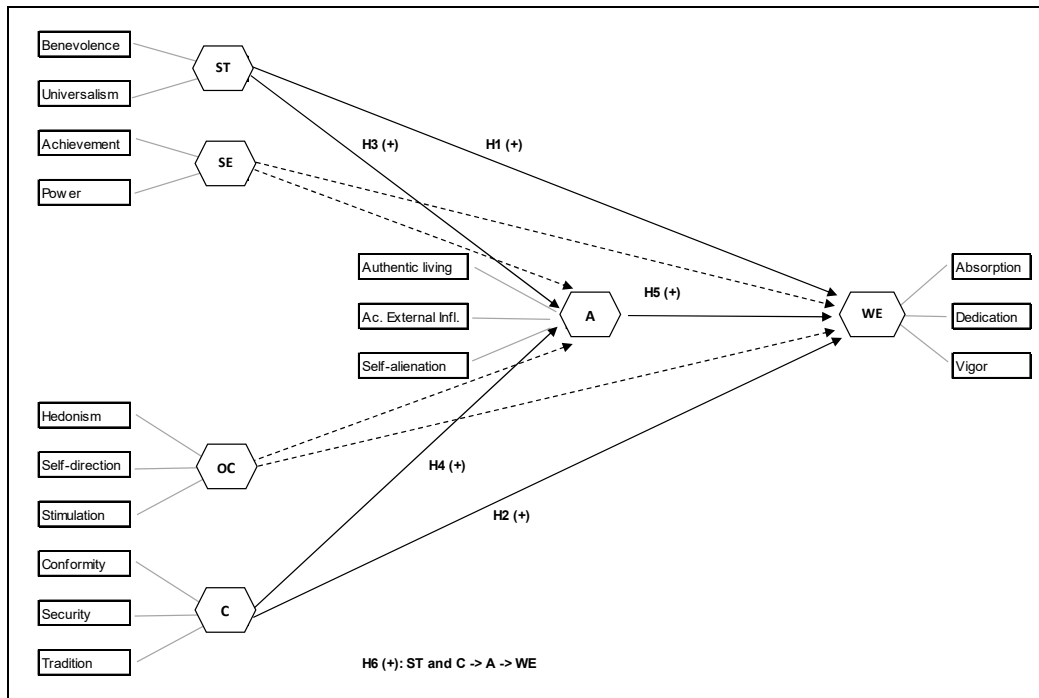 Benevolence
ST
Universalism
Achievement
H3 (+)
H1 (+)
SE
Power
Authentic living
Absorption
H5 (+)
Ac. External Infl.
A
WE
Dedication
Self-alienation
Vigor
Hedonism
Self-direction
OC
H4 (+)
Stimulation
H2 (+)
Conformity
Security
C
Tradition
H6 (+): ST and C -> A -> WE